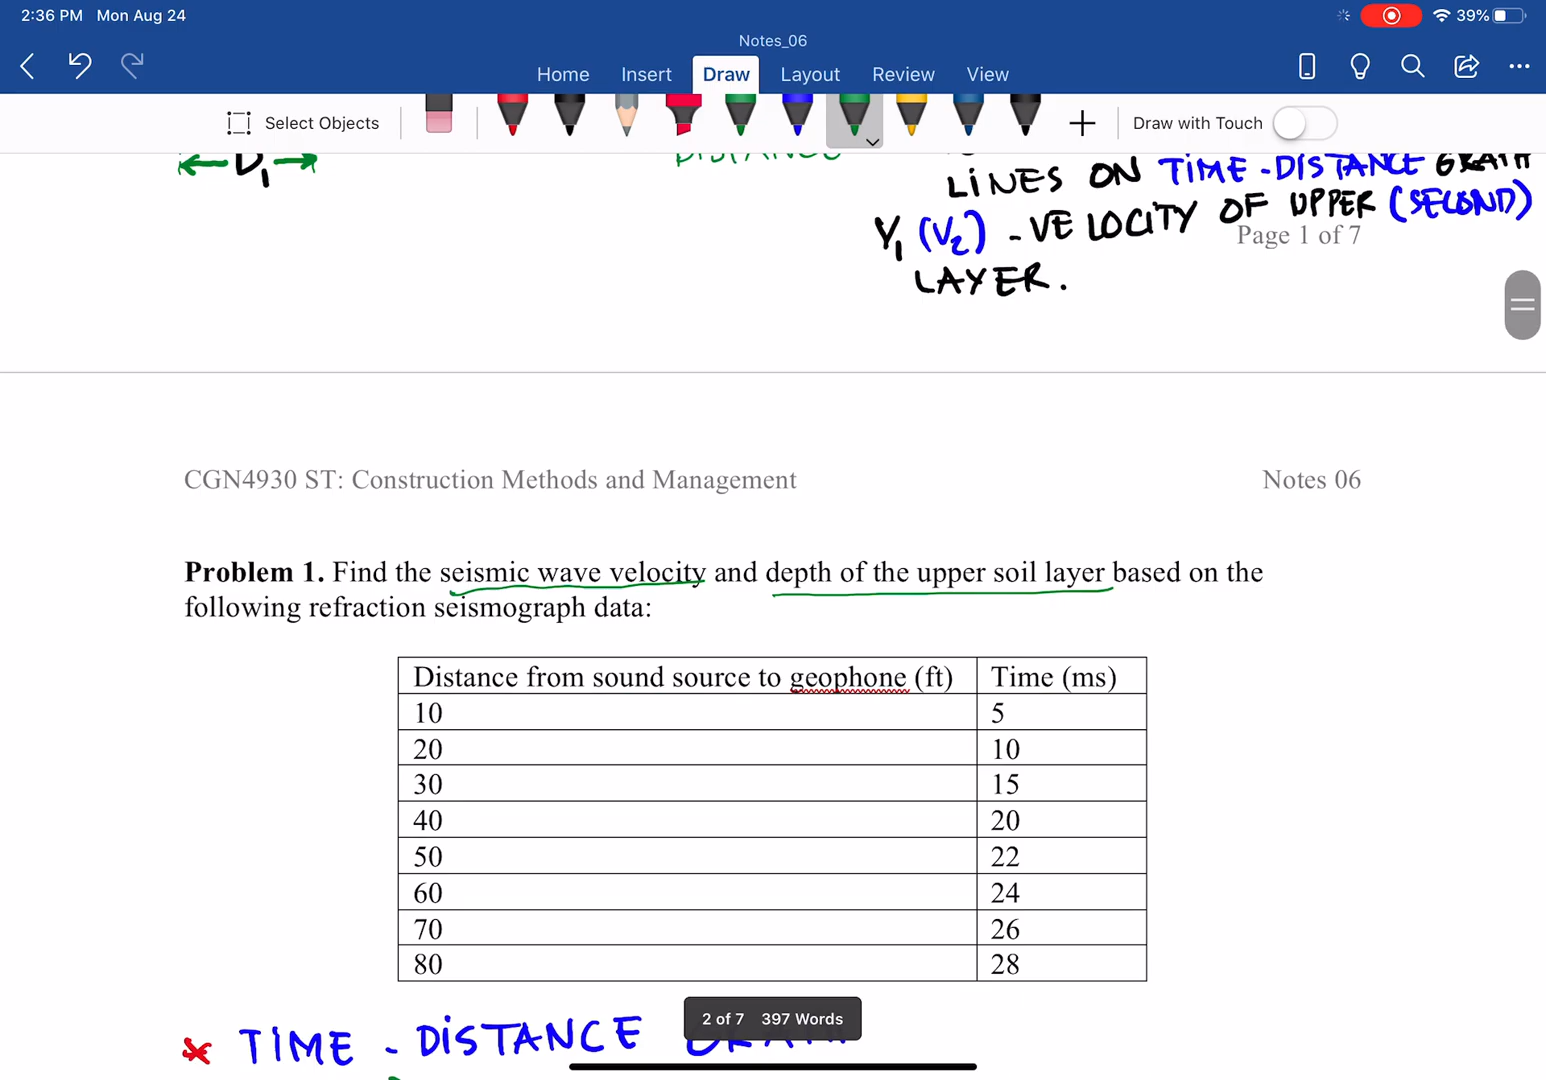 2:36 PM Mon Aug 24
39%
Notes_06
Home Insert Draw Layout Review View
Select Objects
Draw with Touch
D1
DISTANCE
LINES ON TIME-DISTANCE GRAPH
V1 (V2) - VELOCITY OF UPPER (SECOND)
LAYER.
Page 1 of 7
CGN4930 ST: Construction Methods and Management Notes 06
Problem 1. Find the seismic wave velocity and depth of the upper soil layer based on the
following refraction seismograph data:
Distance from sound source to geophone (ft) Time (ms)
10 5
20 10
30 15
40 20
50 22
60 24
70 26
80 28
2 of 7 397 Words
* TIME - DISTANCE